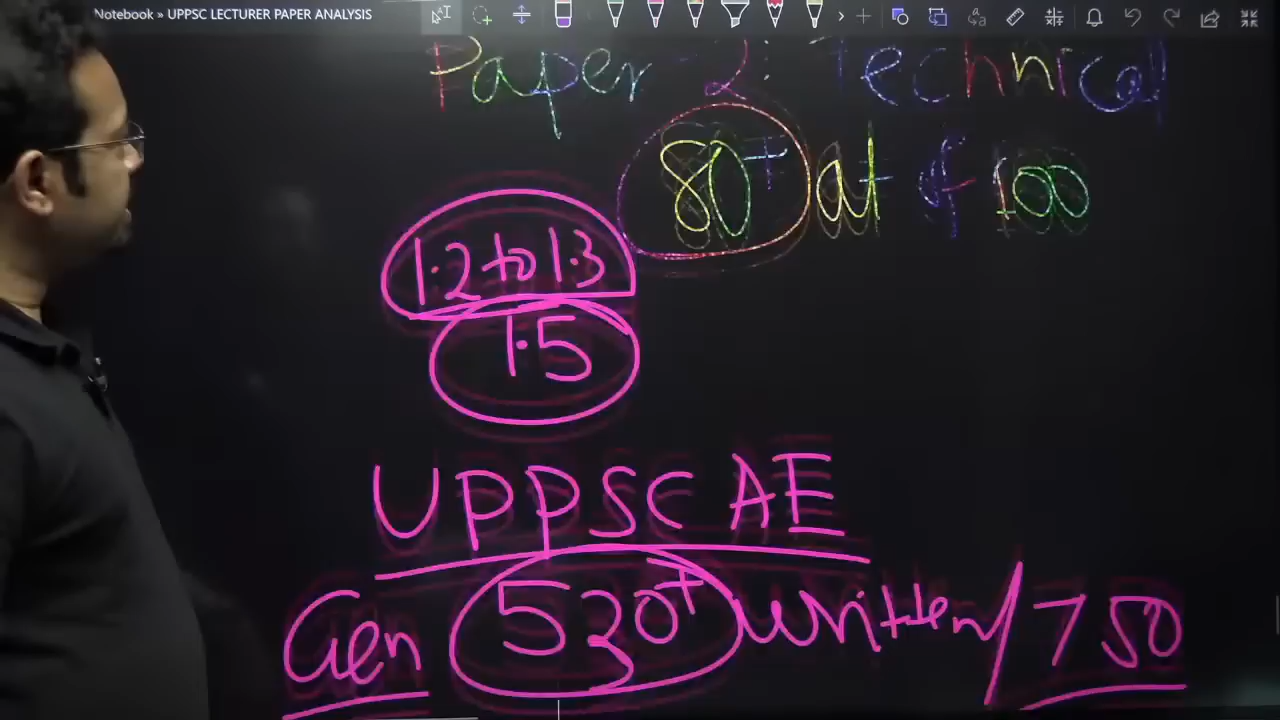 Notebook » UPPSC LECTURER PAPER ANALYSIS
Paper-2: Technical
80+ at of 100
1.2 to 1.3
1.5
UPPSC AE
Gen 530+ written/750